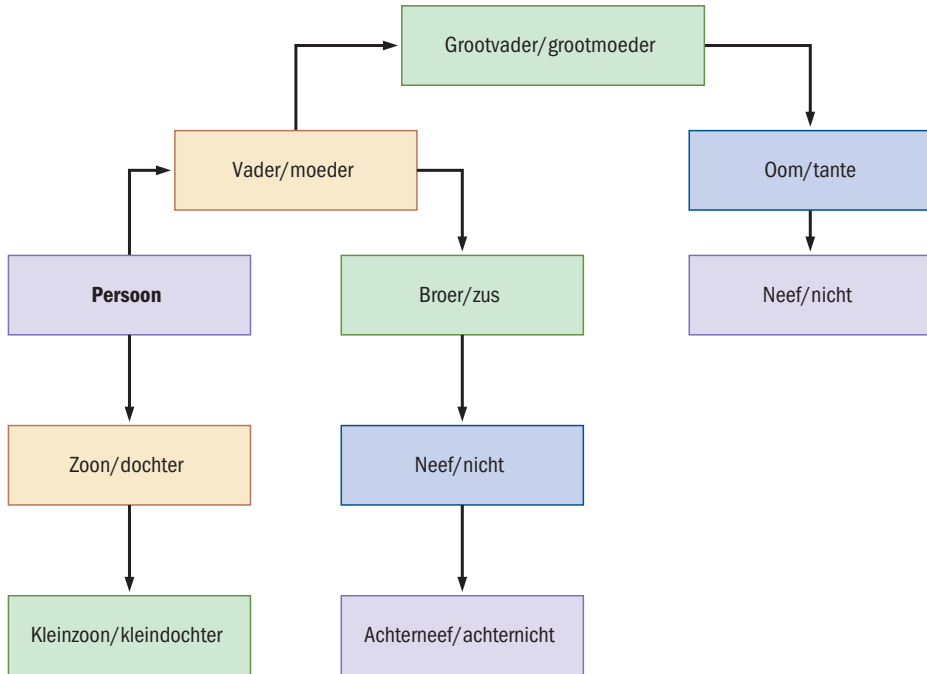 Grootvader/grootmoeder
Vader/moeder
Oom/tante
Persoon
Broer/zus
Neef/nicht
Zoon/dochter
Neef/nicht
Kleinzoon/kleindochter
Achterneef/achternicht